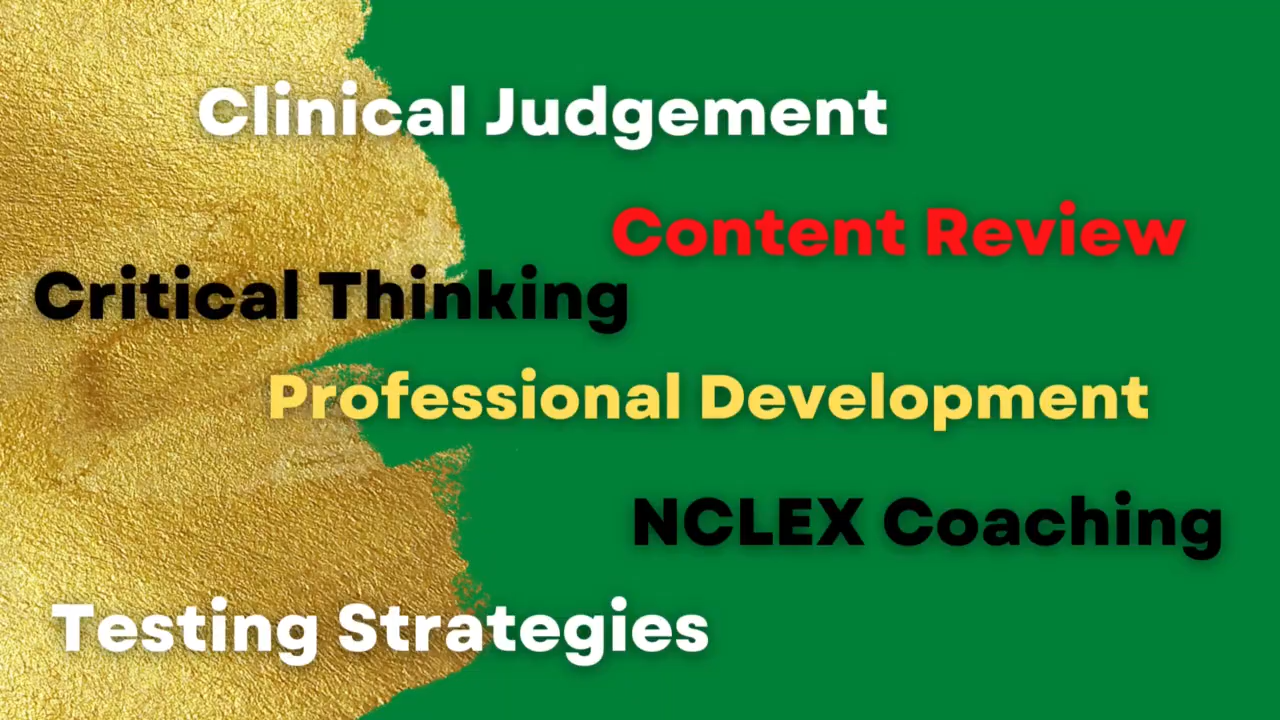 Clinical Judgement
Content Review
Critical Thinking
Professional Development
NCLEX Coaching
Testing Strategies